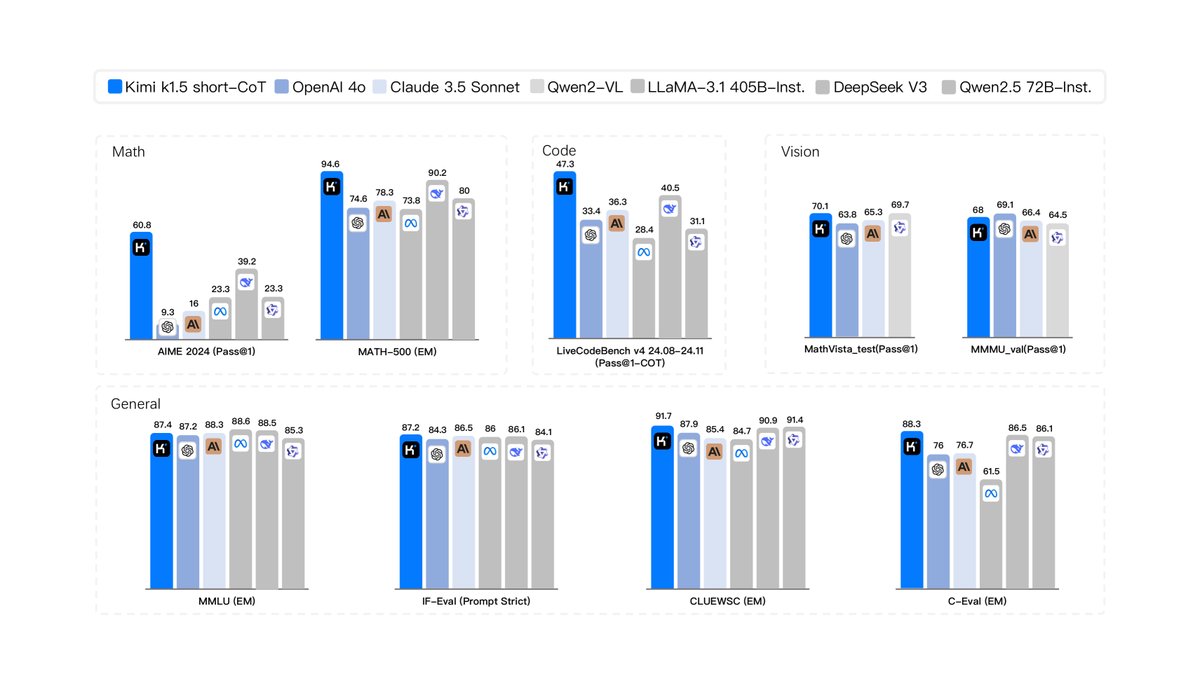 Kimi k1.5 short-CoT OpenAI 4o Claude 3.5 Sonnet Qwen2-VL LLaMA-3.1 405B-Inst. DeepSeek V3 Qwen2.5 72B-Inst.
Math
60.8 9.3 16 23.3 39.2 23.3
AIME 2024 (Pass@1)
94.6 74.6 78.3 73.8 90.2 80
MATH-500 (EM)
Code
47.3 33.4 36.3 28.4 40.5 31.1
LiveCodeBench v4 24.08-24.11
(Pass@1-COT)
Vision
70.1 63.8 65.3 69.7
MathVista_test(Pass@1)
68 69.1 66.4 64.5
MMMU_val(Pass@1)
General
87.4 87.2 88.3 88.6 88.5 85.3
MMLU (EM)
87.2 84.3 86.5 86 86.1 84.1
IF-Eval (Prompt Strict)
91.7 87.9 85.4 84.7 90.9 91.4
CLUEWSC (EM)
88.3 76 76.7 61.5 86.5 86.1
C-Eval (EM)